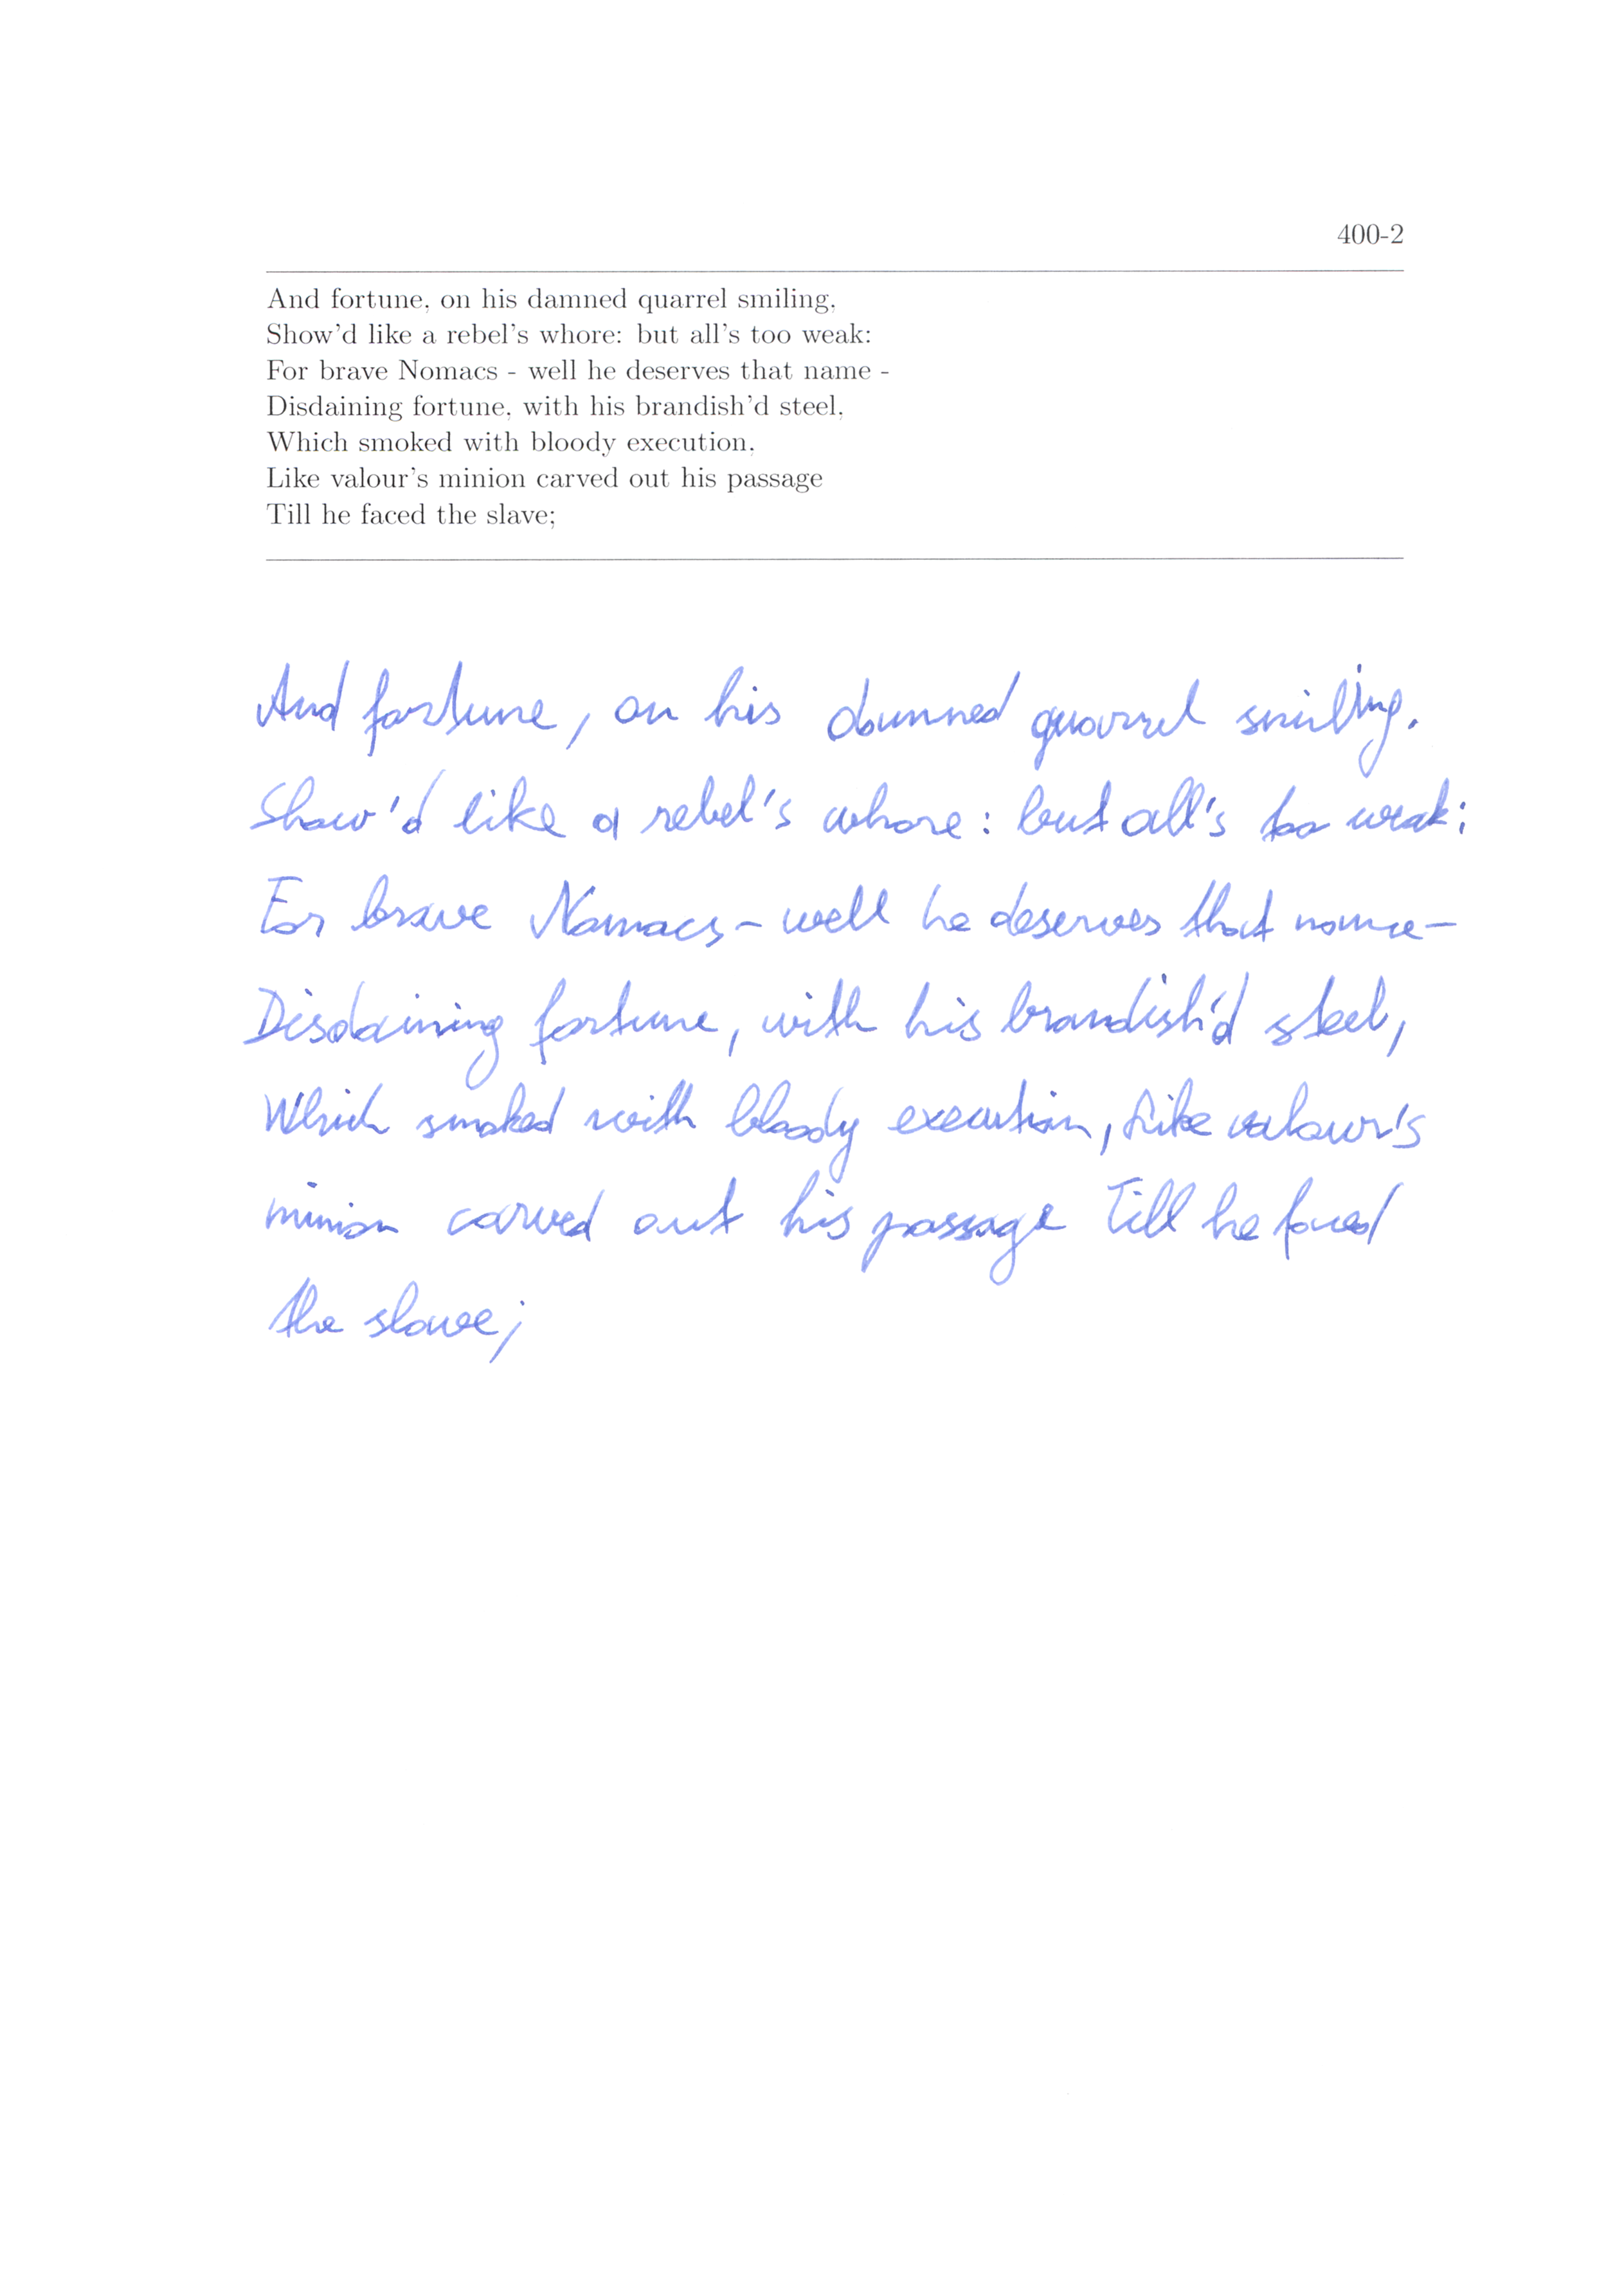 400-2
And fortune, on his damned quarrel smiling,
Show'd like a rebel's whore: but all's too weak:
For brave Nomacs - well he deserves that name -
Disdaining fortune, with his brandish'd steel,
Which smoked with bloody execution,
Like valour's minion carved out his passage
Till he faced the slave;
And fortune, on his damned quarrel smiling.
Show'd like a rebel's whore: but all's too weak:
For brave Nomacs - well he deserves that name -
Disdaining fortune, with his brandish'd steel,
Which smoked with bloody execution, Like valour's
minion carved out his passage Till he faced
the slave;